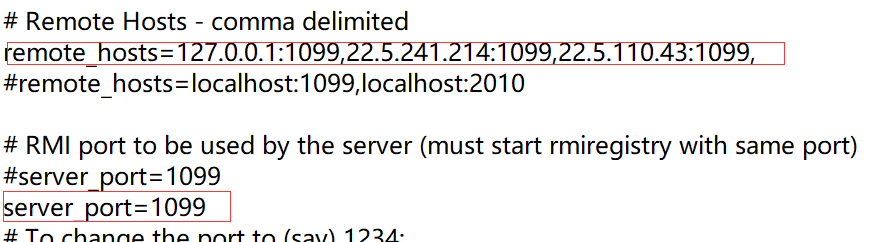 # Remote Hosts - comma delimited
remote_hosts=127.0.0.1:1099,22.5.241.214:1099,22.5.110.43:1099,
#remote_hosts=localhost:1099,localhost:2010
# RMI port to be used by the server (must start rmiregistry with same port)
#server_port=1099
server_port=1099
# To change the port to (say) 1234: